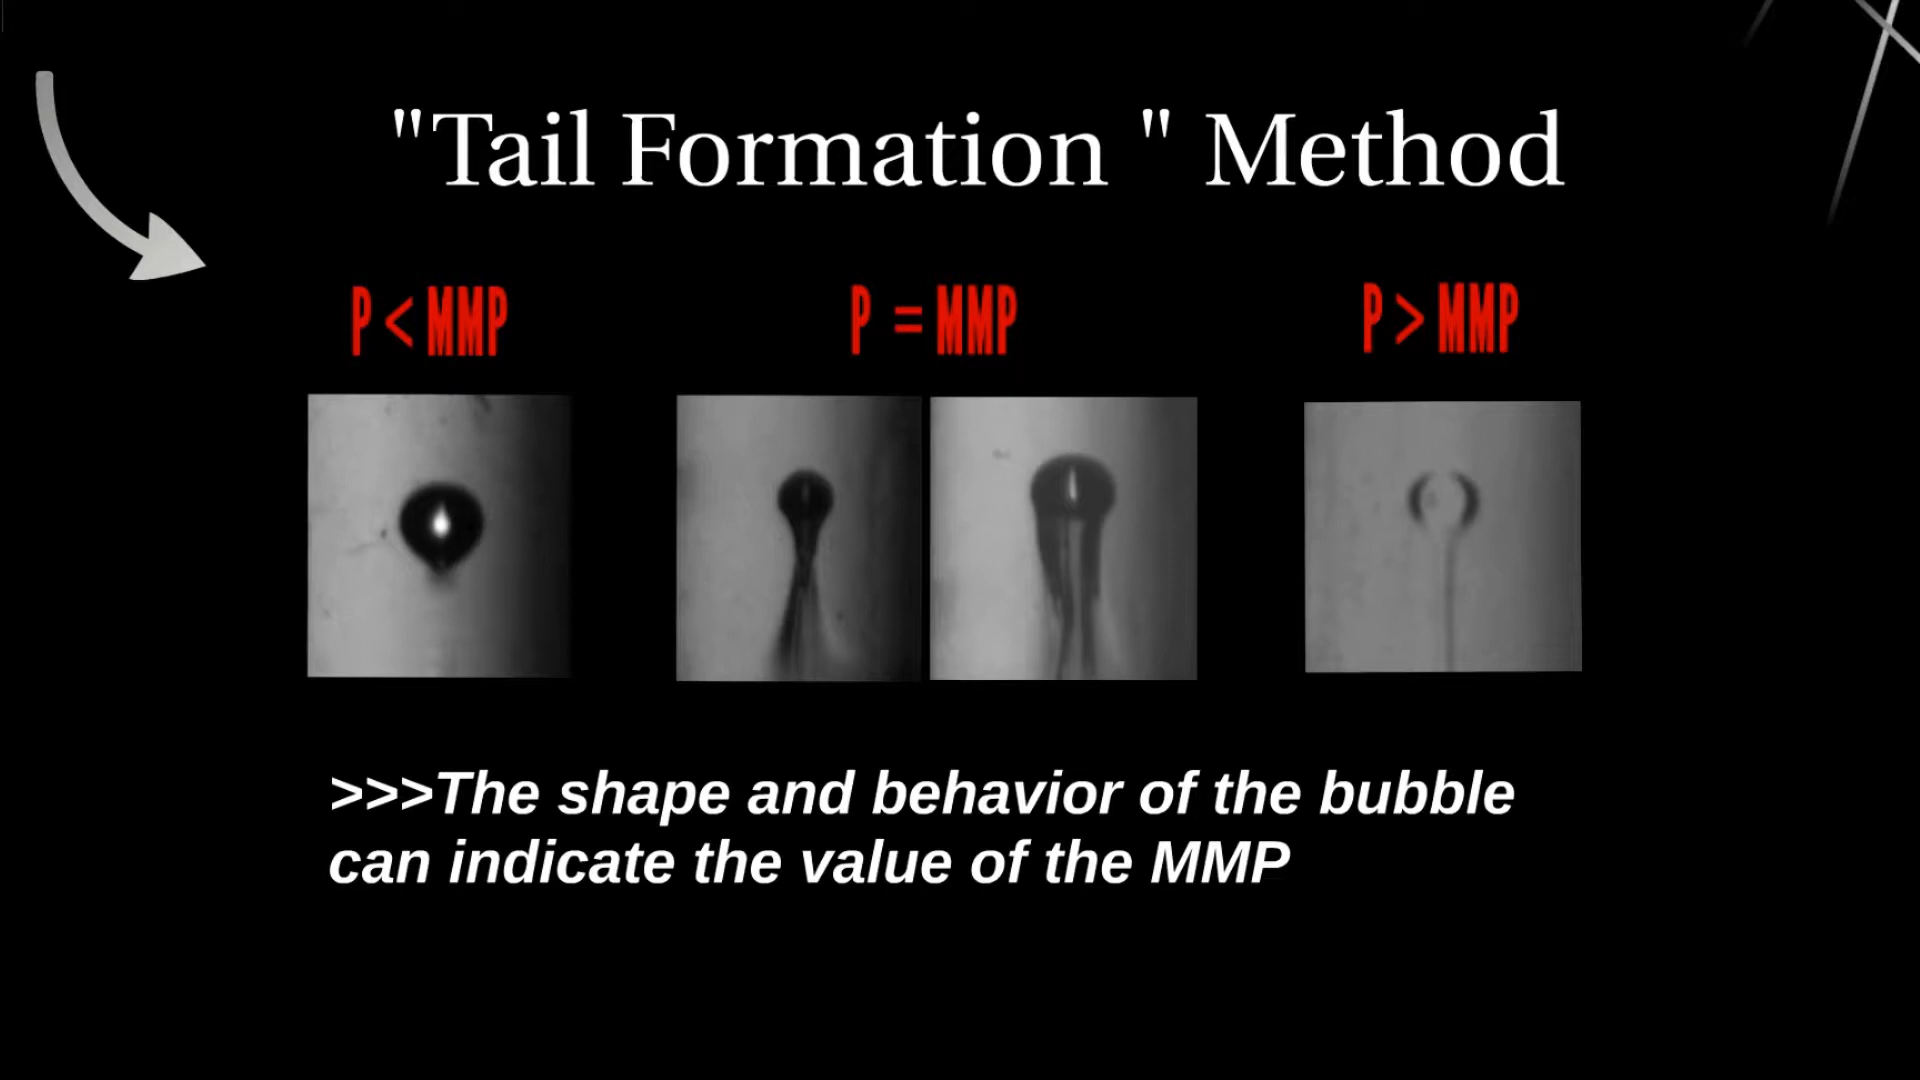 "Tail Formation " Method
P < MMP
P = MMP
P > MMP
>>>The shape and behavior of the bubble
can indicate the value of the MMP